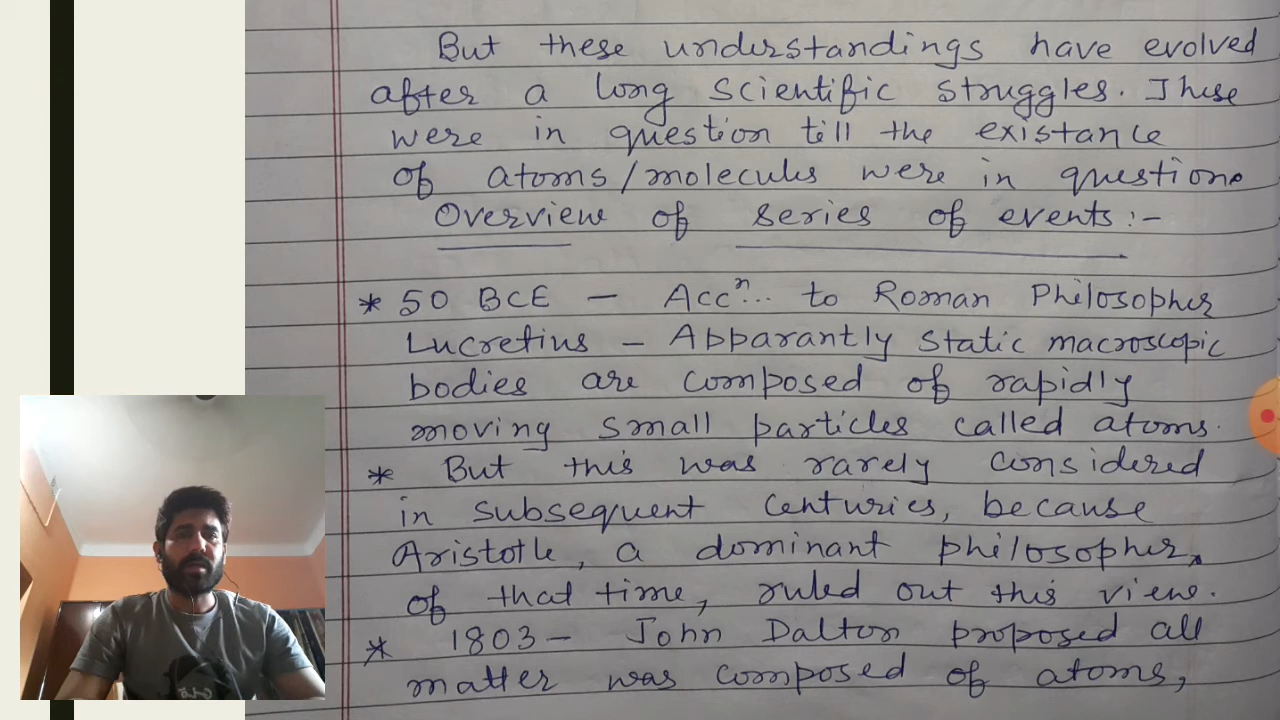 But these understandings have evolved
after a long scientific struggles. These
were in question till the existance
of atoms/molecules were in question.
Overview of series of events:-
* 50 BCE - Accⁿ... to Roman Philosopher
Lucretius - Apparantly static macroscopic
bodies are composed of rapidly
moving small particles called atoms.
* But this was rarely considered
in subsequent centuries, because
Aristotle, a dominant philosopher,
of that time, ruled out this view.
* 1803 - John Dalton proposed all
matter was composed of atoms,